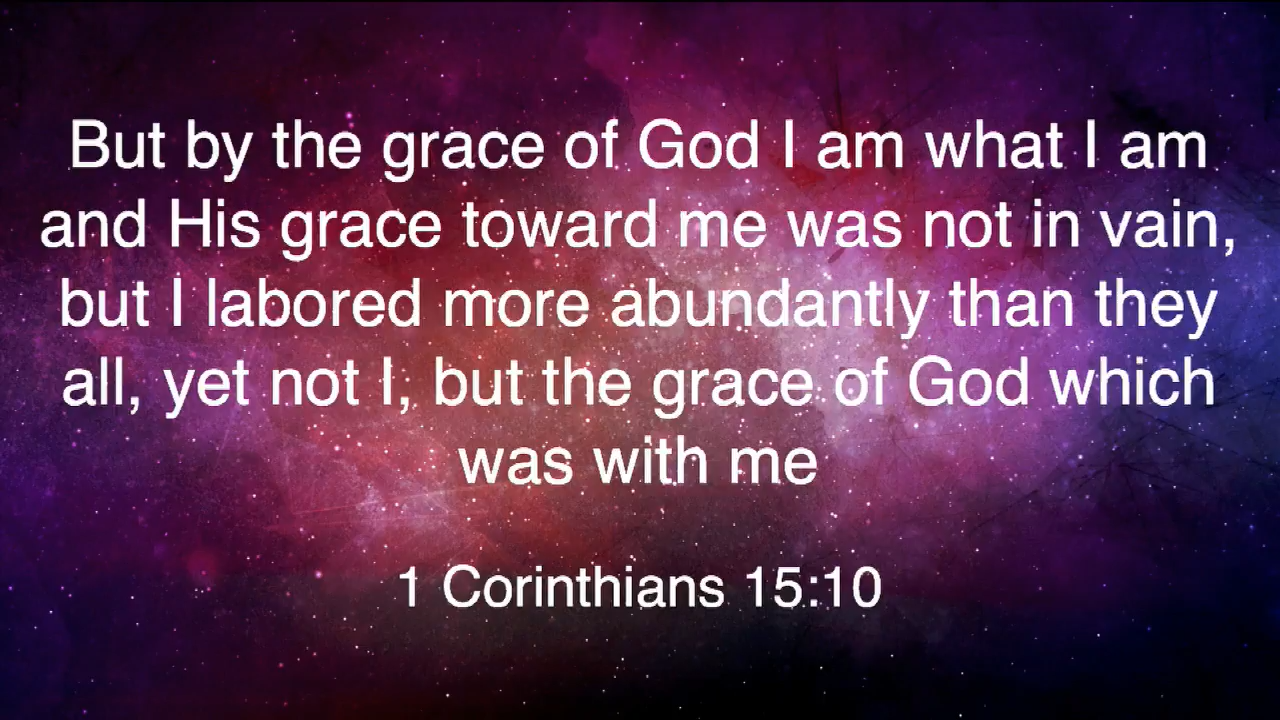 But by the grace of God I am what I am
and His grace toward me was not in vain,
but I labored more abundantly than they
all, yet not I, but the grace of God which
was with me
1 Corinthians 15:10